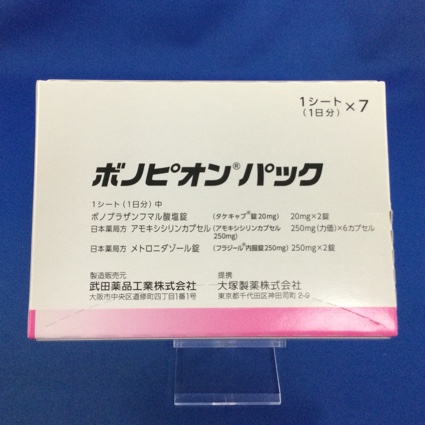 1シート ×7
(1日分)
ボノピオン®パック
1シート(1日分)中
ボノプラザンフマル酸塩錠 (タケキャブ®錠20mg) 20mg×2錠
日本薬局方 アモキシシリンカプセル (アモキシシリンカプセル 250mg(力価)×6カプセル
250mg)
日本薬局方 メトロニダゾール錠 (フラジール®内服錠250mg) 250mg×2錠
製造販売元 提携
武田薬品工業株式会社 大塚製薬株式会社
大阪市中央区道修町四丁目1番1号 東京都千代田区神田司町2-9